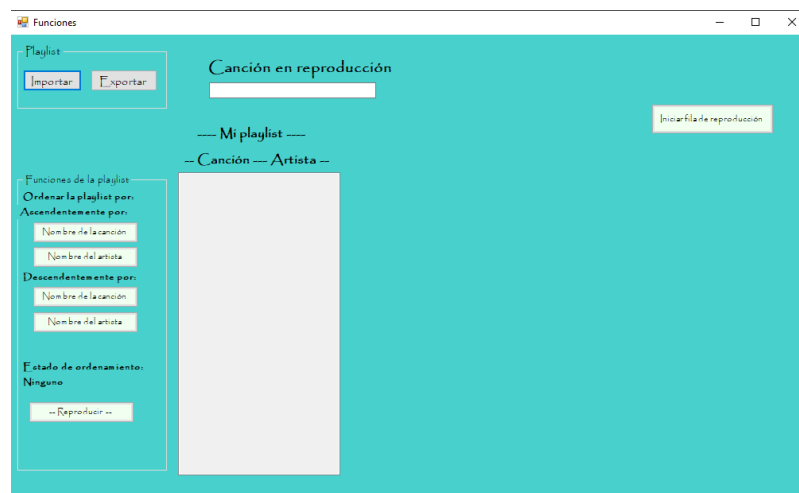 Funciones
Playlist
Importar Exportar
Canción en reproducción
Iniciar fila de reproducción
---- Mi playlist ----
-- Canción --- Artista --
Funciones de la playlist
Ordenar la playlist por:
Ascendentemente por:
Nombre de la canción
Nombre del artista
Descendentemente por:
Nombre de la canción
Nombre del artista
Estado de ordenamiento:
Ninguno
-- Reproducir --